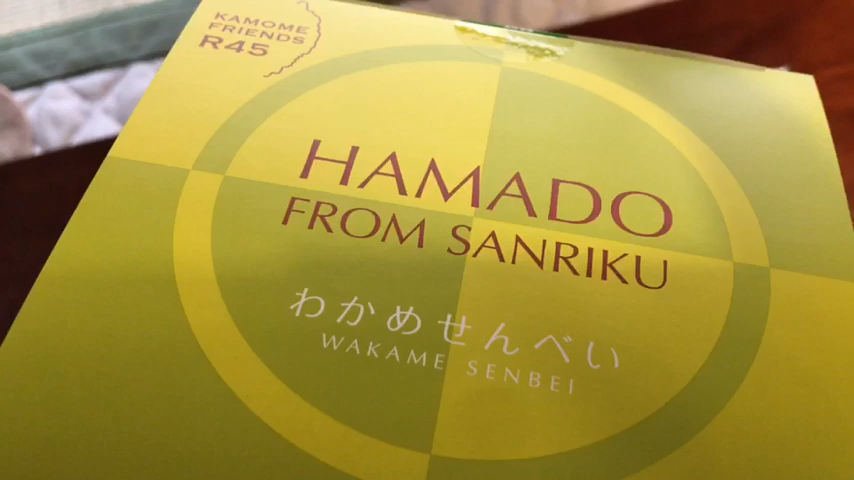 KAMOME
FRIENDS
R45
HAMADO
FROM SANRIKU
わかめせんべい
WAKAME SENBEI